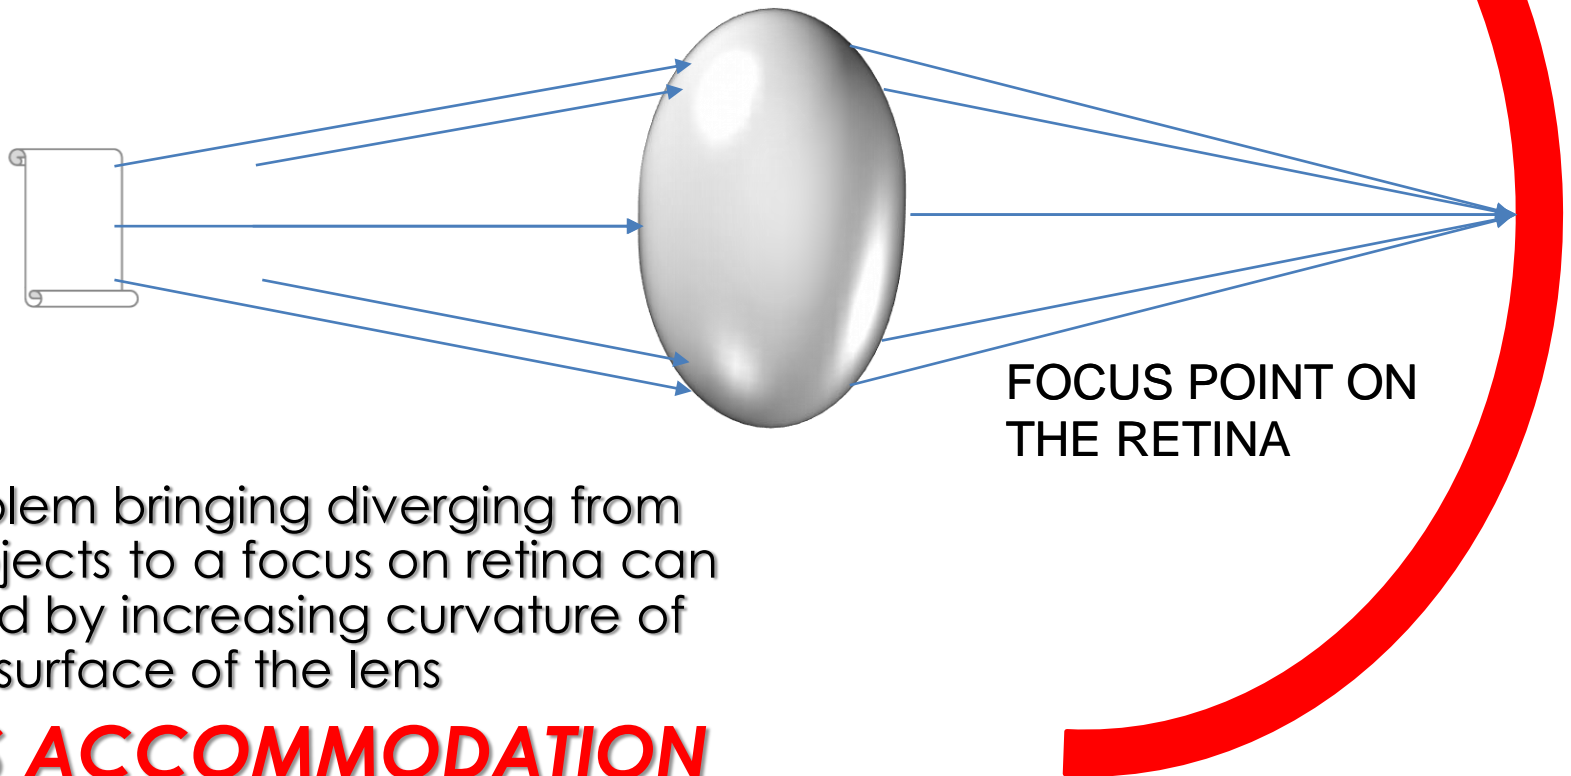 FOCUS POINT ON
THE RETINA
blem bringing diverging from
jects to a focus on retina can
d by increasing curvature of
surface of the lens
S ACCOMMODATION